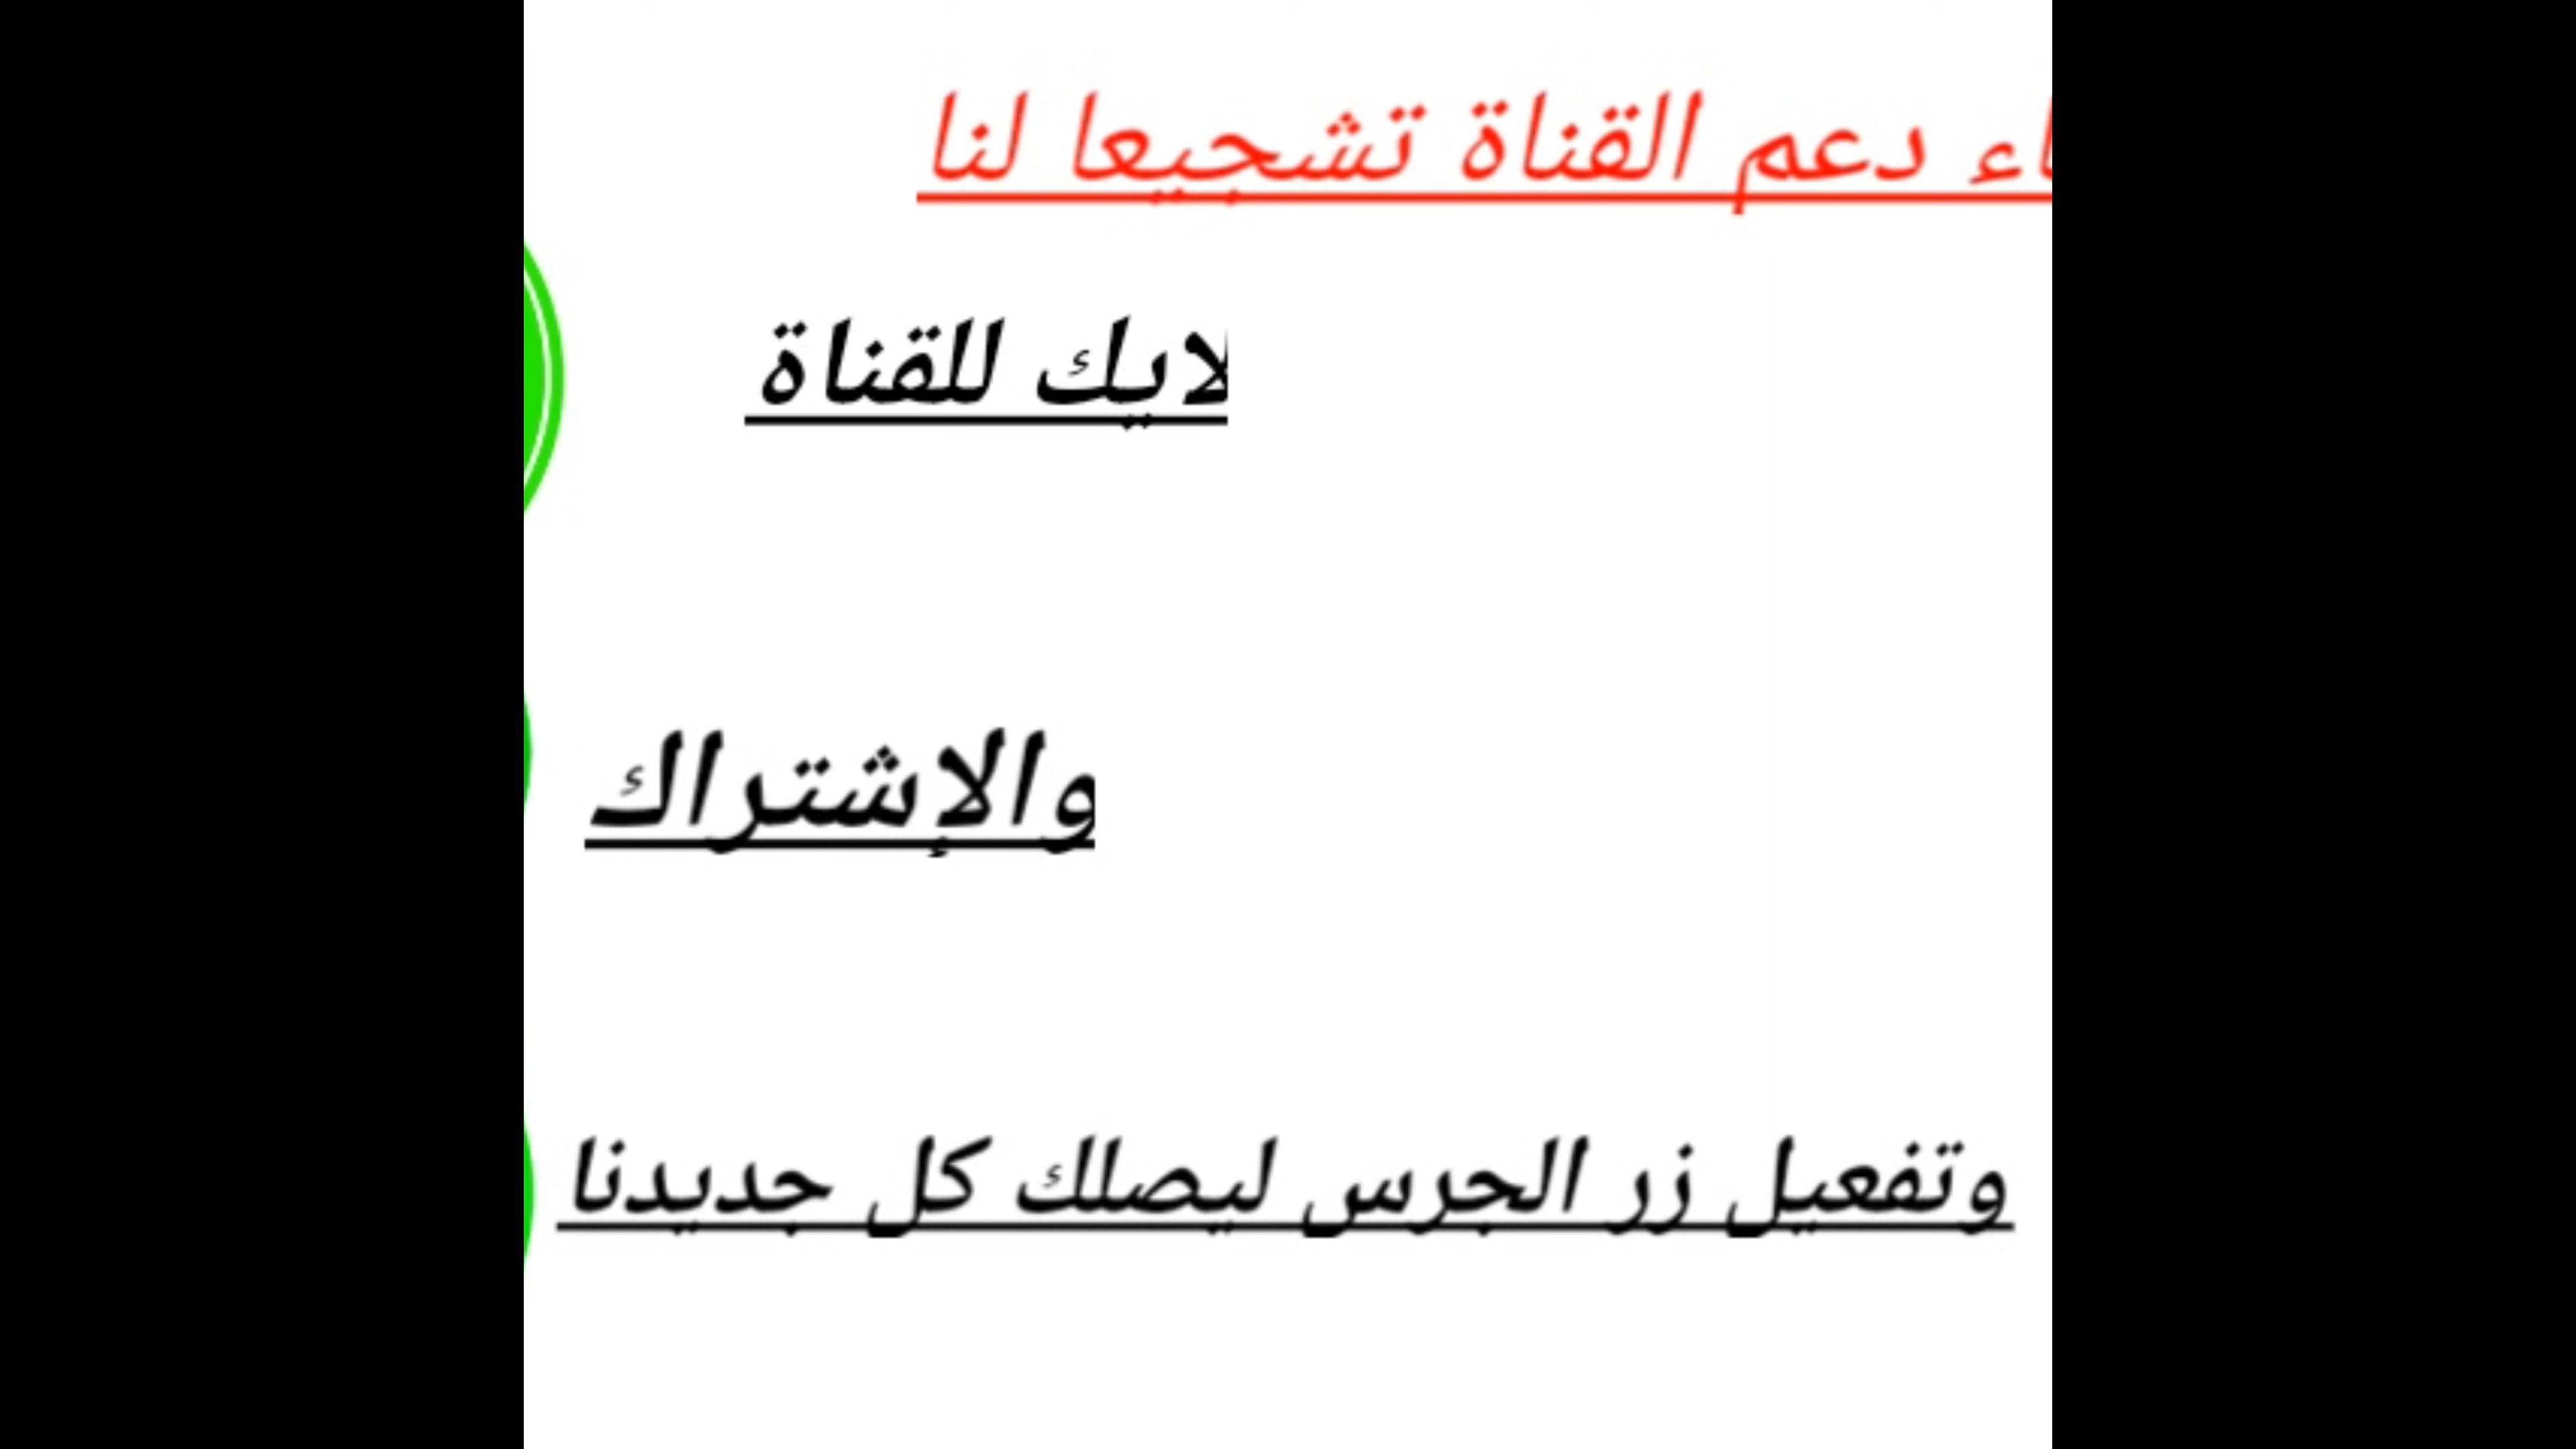 دعم القناة تشجيعا لنا
لايك للقناة
والإشتراك
وتفعيل زر الجرس ليصلك كل جديدنا